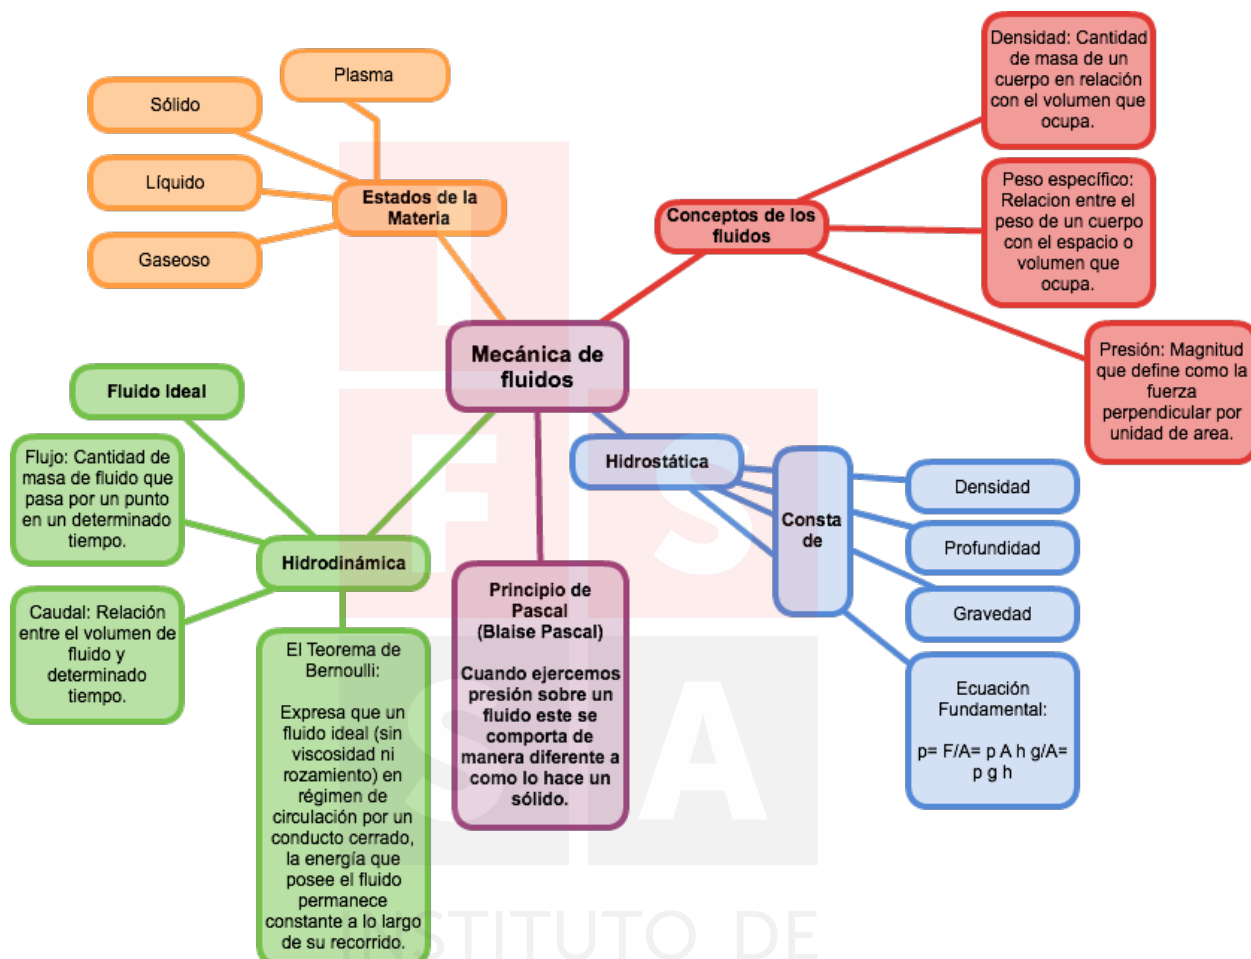 Plasma
Sólido
Líquido
Gaseoso
Estados de la
Materia
Densidad: Cantidad
de masa de un
cuerpo en relación
con el volumen que
ocupa.
Conceptos de los
fluidos
Peso específico:
Relacion entre el
peso de un cuerpo
con el espacio o
volumen que
ocupa.
Presión: Magnitud
que define como la
fuerza
perpendicular por
unidad de area.
Mecánica de
fluidos
Fluido Ideal
Flujo: Cantidad de
masa de fluido que
pasa por un punto
en un determinado
tiempo.
Hidrodinámica
Caudal: Relación
entre el volumen de
fluido y
determinado
tiempo.
El Teorema de
Bernoulli:
Expresa que un
fluido ideal (sin
viscosidad ni
rozamiento) en
régimen de
circulación por un
conducto cerrado,
la energía que
posee el fluido
permanece
constante a lo largo
de su recorrido.
Principio de
Pascal
(Blaise Pascal)
Cuando ejercemos
presión sobre un
fluido este se
comporta de
manera diferente a
como lo hace un
sólido.
Hidrostática
Consta
de
Densidad
Profundidad
Gravedad
Ecuación
Fundamental:
p= F/A= p A h g/A=
p g h
I
F S
S A
INSTITUTO DE